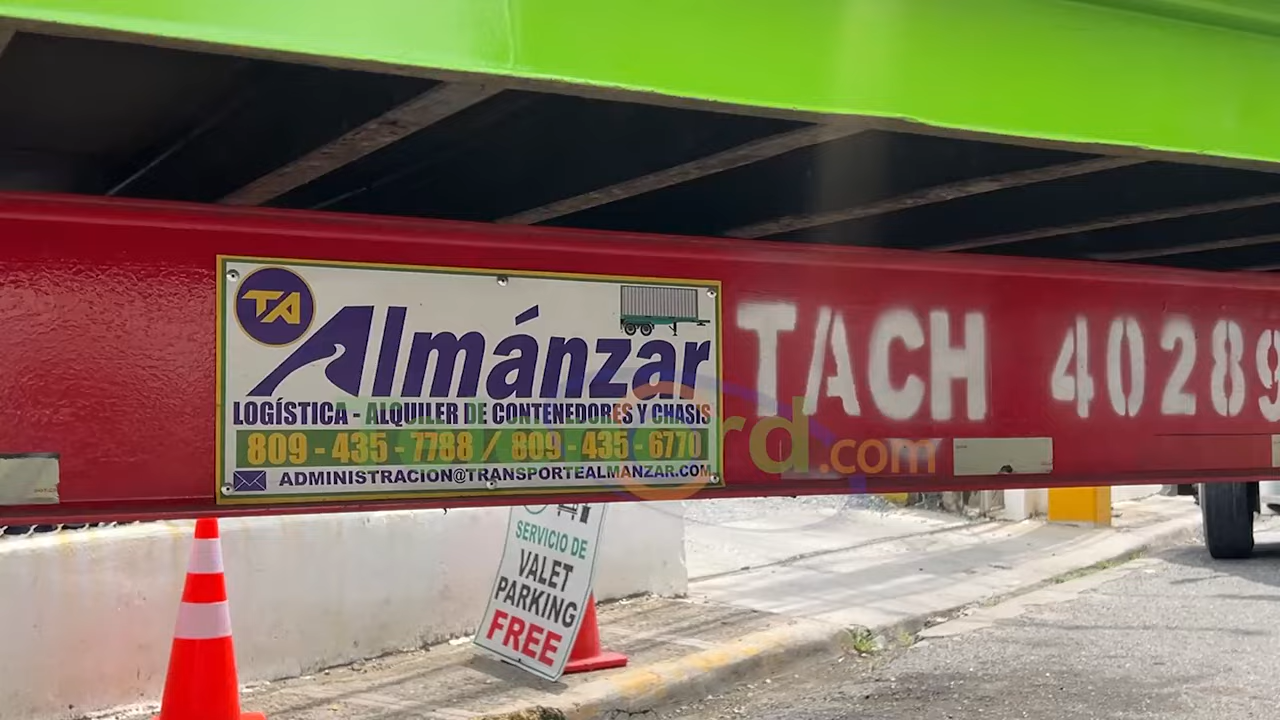 TA
Almánzar
LOGÍSTICA - ALQUILER DE CONTENEDORES Y CHASIS
809 - 435 - 7788 / 809 - 435 - 6770
ADMINISTRACION@TRANSPORTEALMANZAR.COM
TACH 40289
.com
SERVICIO DE
VALET
PARKING
FREE